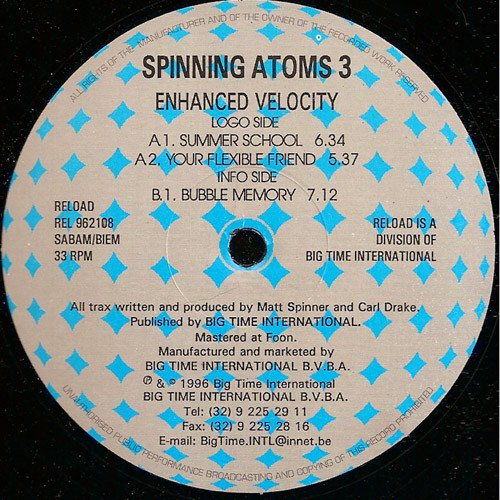 ALL RIGHTS OF THE MANUFACTURER AND OF THE OWNER OF THE RECORDED WORK RESERVED
SPINNING ATOMS 3
ENHANCED VELOCITY
LOGO SIDE
A1. SUMMER SCHOOL 6.34
A2. YOUR FLEXIBLE FRIEND 5.37
INFO SIDE
B.1. BUBBLE MEMORY 7.12
RELOAD
REL 962108
SABAM/BIEM
33 RPM
RELOAD IS A
DIVISION OF
BIG TIME INTERNATIONAL
All trax written and produced by Matt Spinner and Carl Drake.
Published by BIG TIME INTERNATIONAL.
Mastered at Foon.
Manufactured and marketed by
BIG TIME INTERNATIONAL B.V.B.A.
℗ & © 1996 Big Time International
BIG TIME INTERNATIONAL B.V.B.A.
Tel: (32) 9 225 29 11
Fax: (32) 9 225 28 16
E-mail: BigTime.INTL@innet.be
UNAUTHORISED PUBLIC PERFORMANCE BROADCASTING AND COPYING OF THIS RECORD PROHIBITED